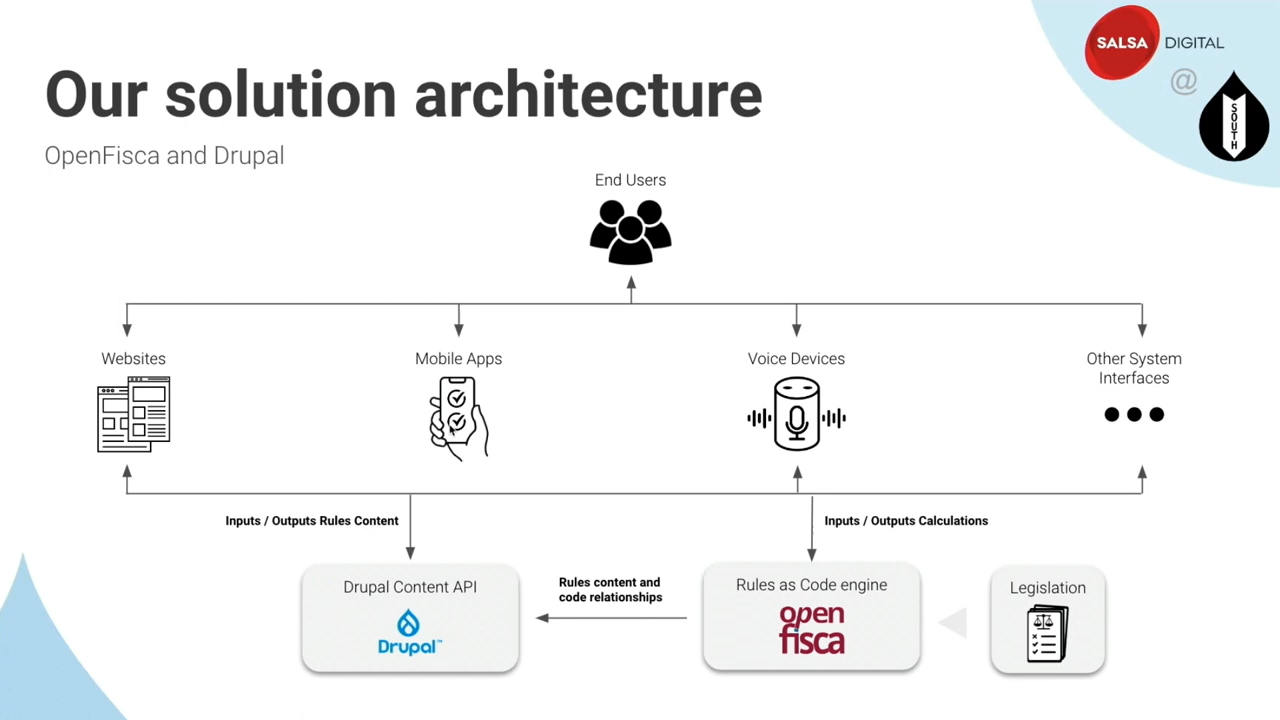 SALSA DIGITAL
@
SOUTH
Our solution architecture
OpenFisca and Drupal
End Users
Websites
Mobile Apps
Voice Devices
Other System
Interfaces
Inputs / Outputs Rules Content
Inputs / Outputs Calculations
Drupal Content API
Drupal™
Rules content and
code relationships
Rules as Code engine
open
fisca
Legislation